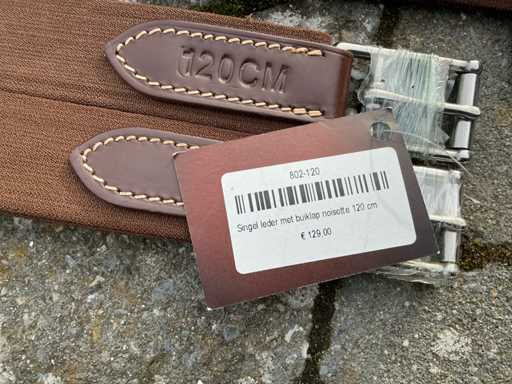 120CM
802-120
Singel leder met buiklap noisette 120 cm
€ 129,00